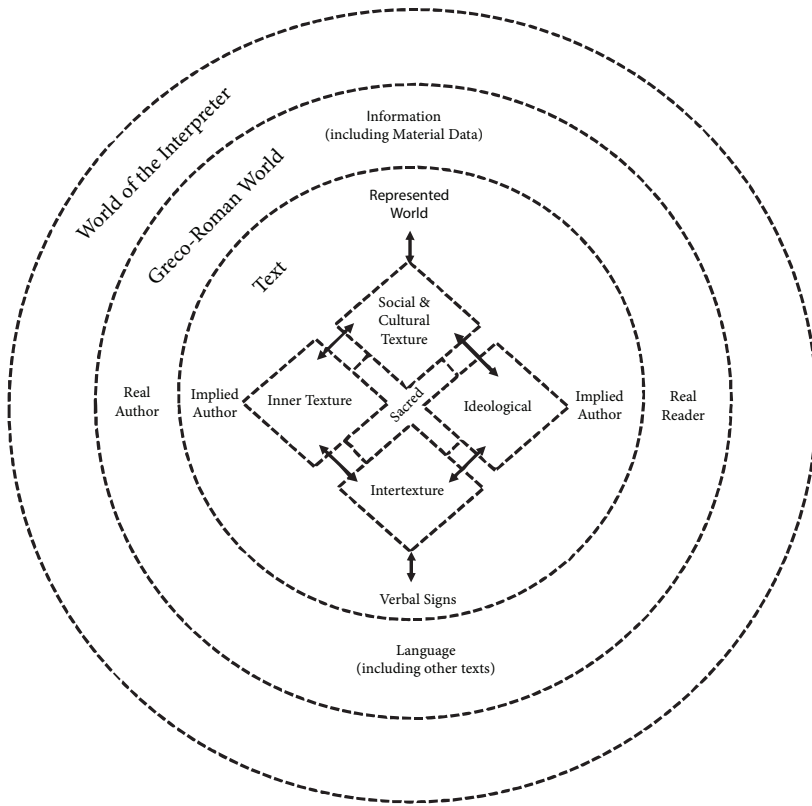 World of the Interpreter
Greco-Roman World
Text
Information
(including Material Data)
Represented
World
Social &
Cultural
Texture
Real
Author
Implied
Author
Inner Texture
Sacred
Ideological
Implied
Author
Real
Reader
Intertexture
Verbal Signs
Language
(including other texts)